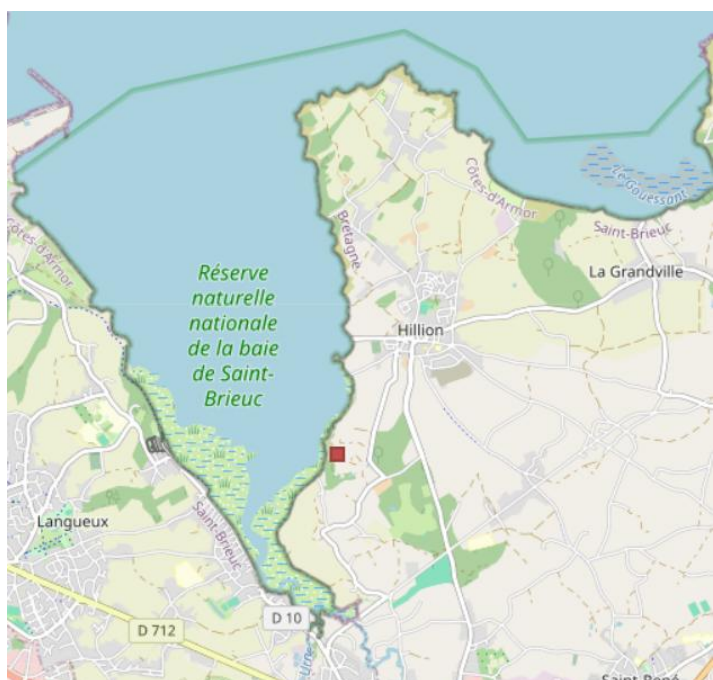 Côtes-d'Armor
Le Gouessant
Côtes-d'Armor
Bretagne
Saint-Brieuc
La Grandville
Réserve
naturelle
nationale
de la baie
de Saint-
Brieuc
Hillion
Langueux
Saint-Brieuc
D 10
D 712
Urne
Saint-René